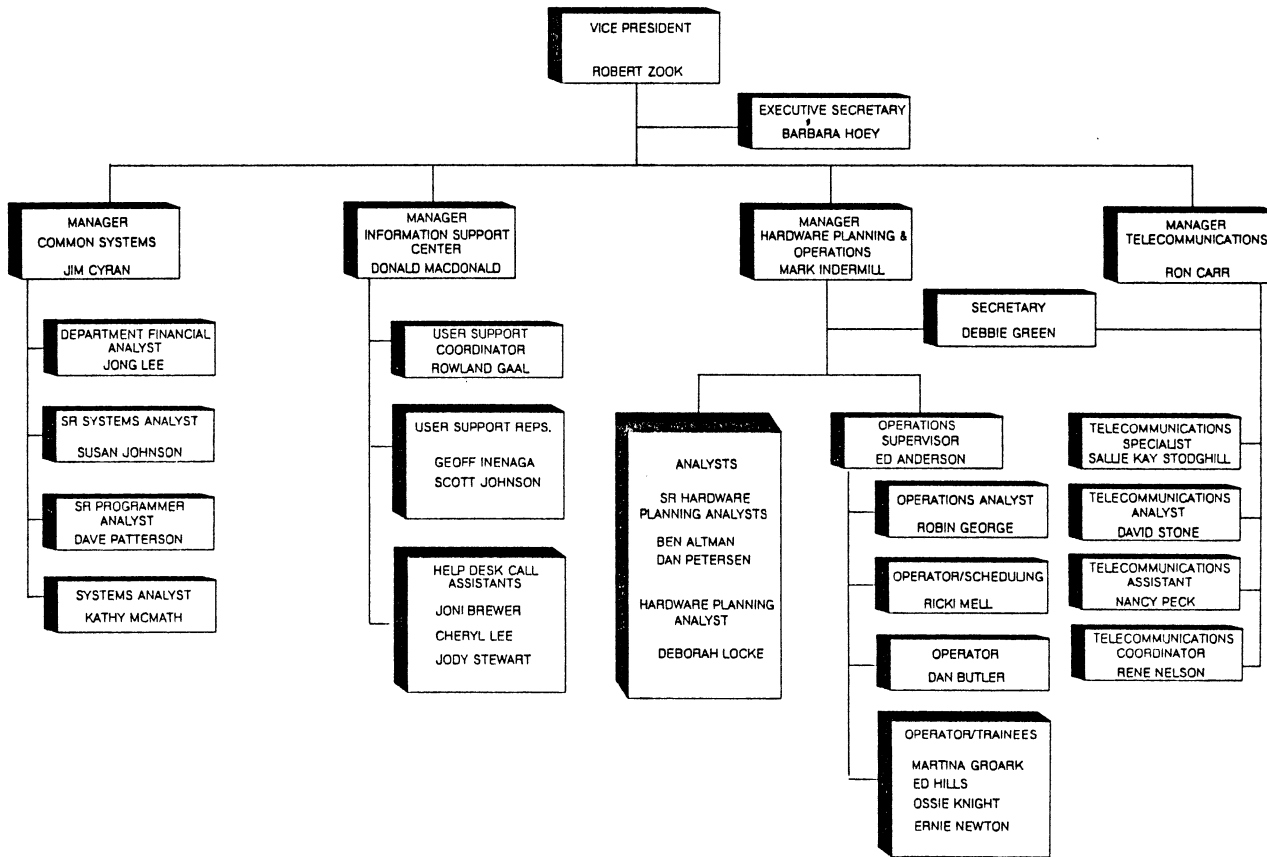 VICE PRESIDENT
ROBERT ZOOK
EXECUTIVE SECRETARY
BARBARA HOEY
MANAGER
COMMON SYSTEMS
JIM CYRAN
MANAGER
INFORMATION SUPPORT
CENTER
DONALD MACDONALD
MANAGER
HARDWARE PLANNING &
OPERATIONS
MARK INDERMILL
MANAGER
TELECOMMUNICATIONS
RON CARR
SECRETARY
DEBBIE GREEN
DEPARTMENT FINANCIAL
ANALYST
JONG LEE
SR SYSTEMS ANALYST
SUSAN JOHNSON
SR PROGRAMMER
ANALYST
DAVE PATTERSON
SYSTEMS ANALYST
KATHY MCMATH
USER SUPPORT
COORDINATOR
ROWLAND GAAL
USER SUPPORT REPS.
GEOFF INENAGA
SCOTT JOHNSON
HELP DESK CALL
ASSISTANTS
JONI BREWER
CHERYL LEE
JODY STEWART
ANALYSTS
SR HARDWARE
PLANNING ANALYSTS
BEN ALTMAN
DAN PETERSEN
HARDWARE PLANNING
ANALYST
DEBORAH LOCKE
OPERATIONS
SUPERVISOR
ED ANDERSON
OPERATIONS ANALYST
ROBIN GEORGE
OPERATOR/SCHEDULING
RICKI MELL
OPERATOR
DAN BUTLER
OPERATOR/TRAINEES
MARTINA GROARK
ED HILLS
OSSIE KNIGHT
ERNIE NEWTON
TELECOMMUNICATIONS
SPECIALIST
SALLIE KAY STODGHILL
TELECOMMUNICATIONS
ANALYST
DAVID STONE
TELECOMMUNICATIONS
ASSISTANT
NANCY PECK
TELECOMMUNICATIONS
COORDINATOR
RENE NELSON